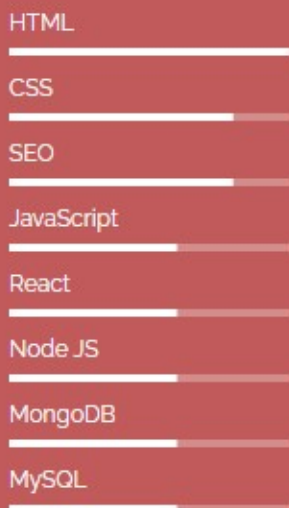 HTML
CSS
SEO
JavaScript
React
Node JS
MongoDB
MySQL